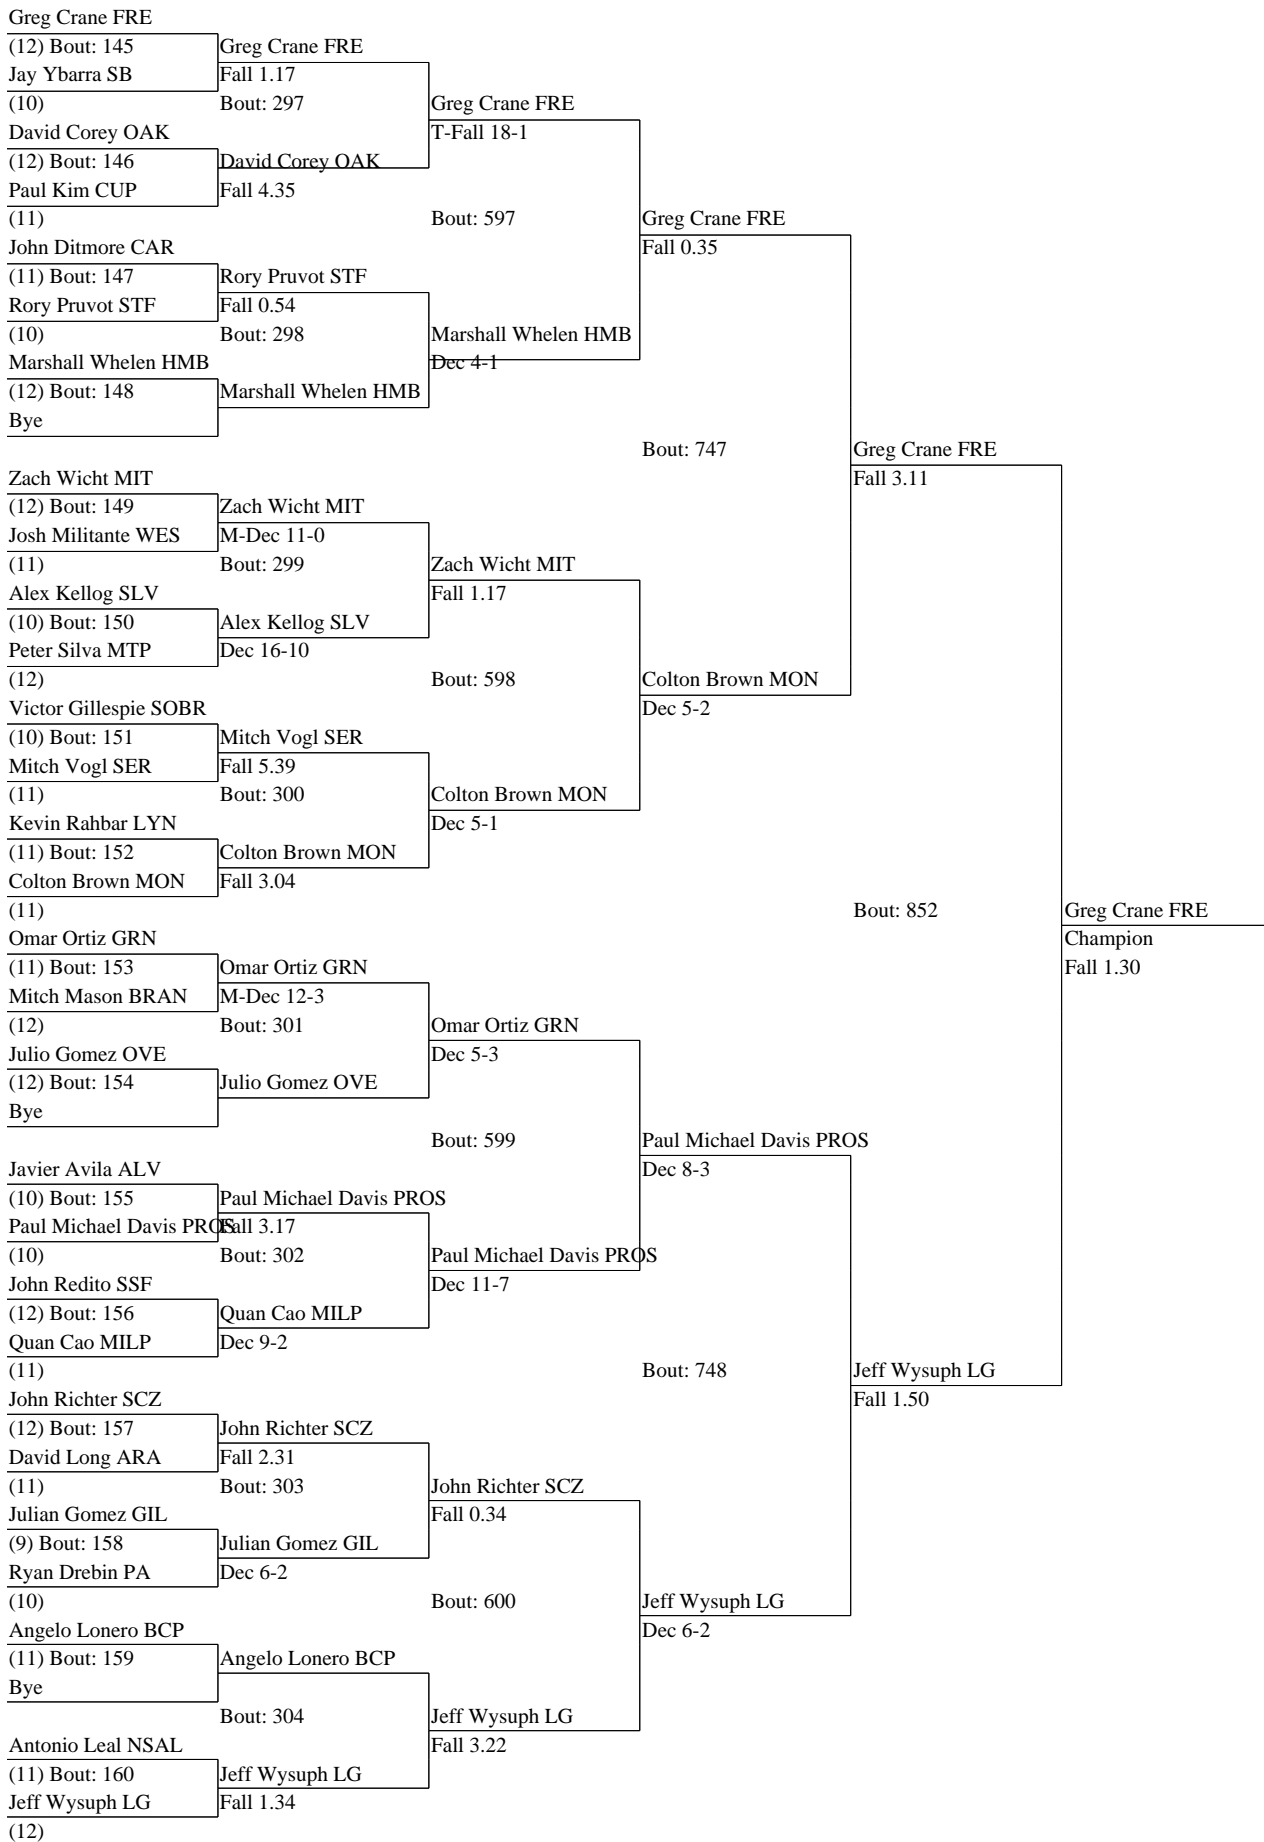 Greg Crane FRE
(12) Bout: 145
Greg Crane FRE
Jay Ybarra SB
Fall 1.17
(10)
Bout: 297
Greg Crane FRE
David Corey OAK
T-Fall 18-1
(12) Bout: 146
David Corey OAK
Paul Kim CUP
Fall 4.35
(11)
Bout: 597
Greg Crane FRE
John Ditmore CAR
Fall 0.35
(11) Bout: 147
Rory Pruvot STF
Rory Pruvot STF
Fall 0.54
(10)
Bout: 298
Marshall Whelen HMB
Marshall Whelen HMB
Dec 4-1
(12) Bout: 148
Marshall Whelen HMB
Bye
Bout: 747
Greg Crane FRE
Zach Wicht MIT
Fall 3.11
(12) Bout: 149
Zach Wicht MIT
Josh Militante WES
M-Dec 11-0
(11)
Bout: 299
Zach Wicht MIT
Alex Kellog SLV
Fall 1.17
(10) Bout: 150
Alex Kellog SLV
Peter Silva MTP
Dec 16-10
(12)
Bout: 598
Colton Brown MON
Victor Gillespie SOBR
Dec 5-2
(10) Bout: 151
Mitch Vogl SER
Mitch Vogl SER
Fall 5.39
(11)
Bout: 300
Colton Brown MON
Kevin Rahbar LYN
Dec 5-1
(11) Bout: 152
Colton Brown MON
Colton Brown MON
Fall 3.04
(11)
Bout: 852
Greg Crane FRE
Omar Ortiz GRN
Champion
(11) Bout: 153
Omar Ortiz GRN
Fall 1.30
Mitch Mason BRAN
M-Dec 12-3
(12)
Bout: 301
Omar Ortiz GRN
Julio Gomez OVE
Dec 5-3
(12) Bout: 154
Julio Gomez OVE
Bye
Bout: 599
Paul Michael Davis PROS
Javier Avila ALV
Dec 8-3
(10) Bout: 155
Paul Michael Davis PROS
Paul Michael Davis PROS
Fall 3.17
(10)
Bout: 302
Paul Michael Davis PROS
John Redito SSF
Dec 11-7
(12) Bout: 156
Quan Cao MILP
Quan Cao MILP
Dec 9-2
(11)
Bout: 748
Jeff Wysuph LG
John Richter SCZ
Fall 1.50
(12) Bout: 157
John Richter SCZ
David Long ARA
Fall 2.31
(11)
Bout: 303
John Richter SCZ
Julian Gomez GIL
Fall 0.34
(9) Bout: 158
Julian Gomez GIL
Ryan Drebin PA
Dec 6-2
(10)
Bout: 600
Jeff Wysuph LG
Angelo Lonero BCP
Dec 6-2
(11) Bout: 159
Angelo Lonero BCP
Bye
Bout: 304
Jeff Wysuph LG
Antonio Leal NSAL
Fall 3.22
(11) Bout: 160
Jeff Wysuph LG
Jeff Wysuph LG
Fall 1.34
(12)